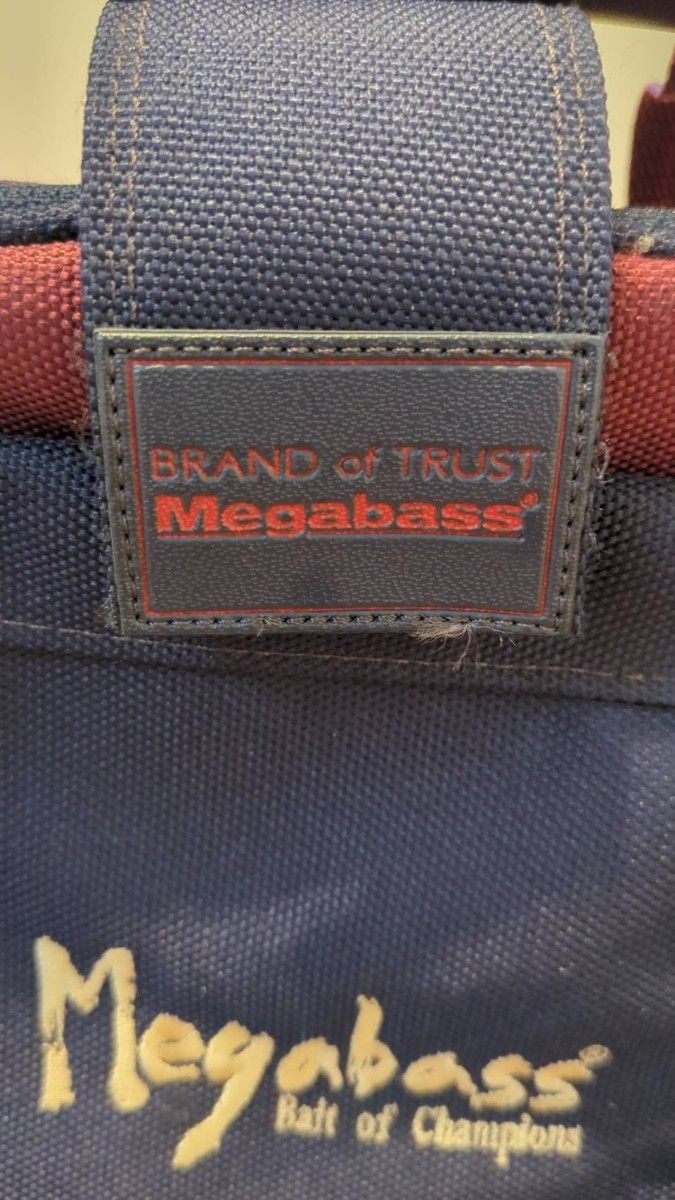 BRAND of TRUST
Megabass®
Megabass®
Bait of Champions